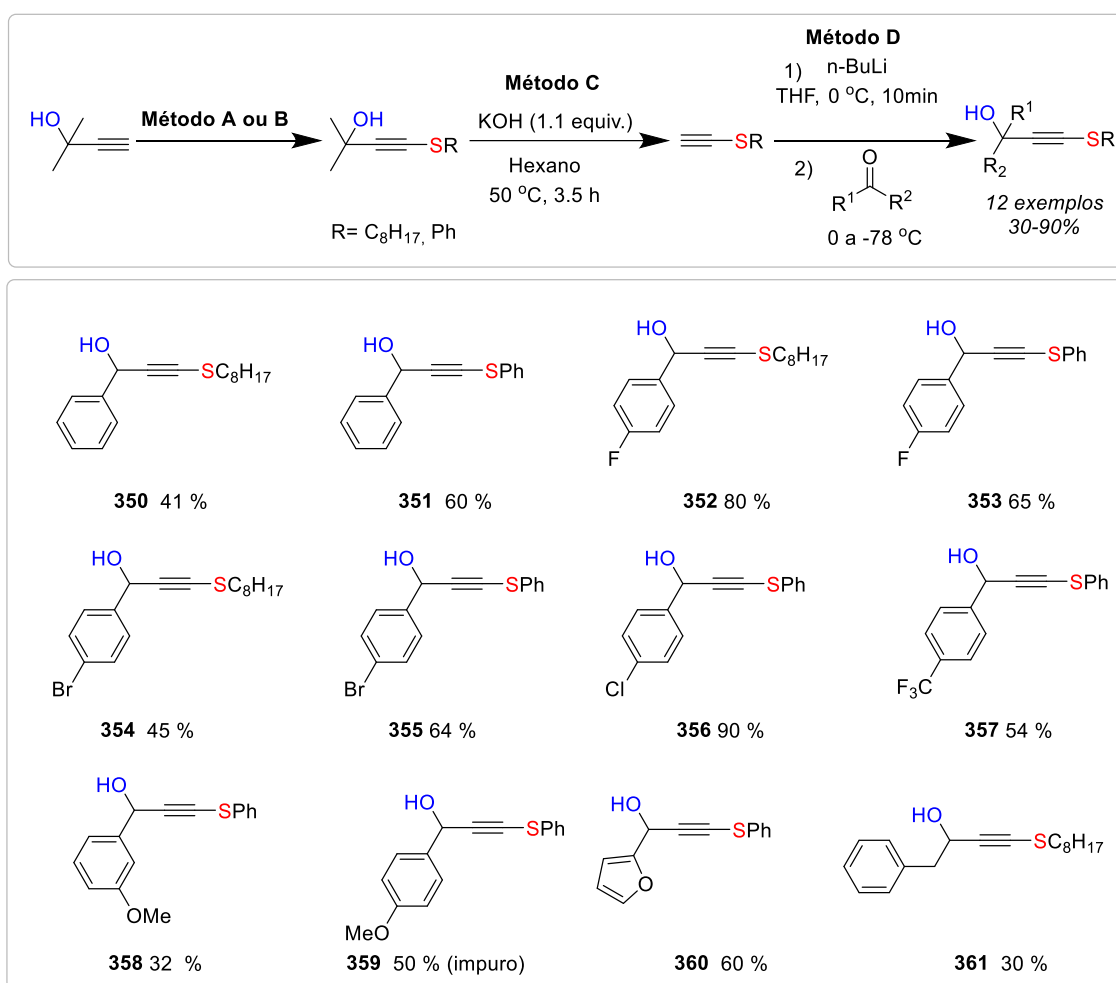 Método A ou B
Método C
KOH (1.1 equiv.)
Hexano
50 °C, 3.5 h
Método D
1) n-BuLi
THF, 0 °C, 10min
2)
O
R¹ R²
0 a -78 °C
HO
OH
SR
R= C₈H₁₇, Ph
SR
HO R¹
R₂
SR
12 exemplos
30-90%
HO
SC₈H₁₇
350 41 %
HO
SPh
351 60 %
HO
SC₈H₁₇
F
352 80 %
HO
SPh
F
353 65 %
HO
SC₈H₁₇
Br
354 45 %
HO
SPh
Br
355 64 %
HO
SPh
Cl
356 90 %
HO
SPh
F₃C
357 54 %
HO
SPh
OMe
358 32 %
HO
SPh
MeO
359 50 % (impuro)
HO
SPh
O
360 60 %
HO
SC₈H₁₇
361 30 %